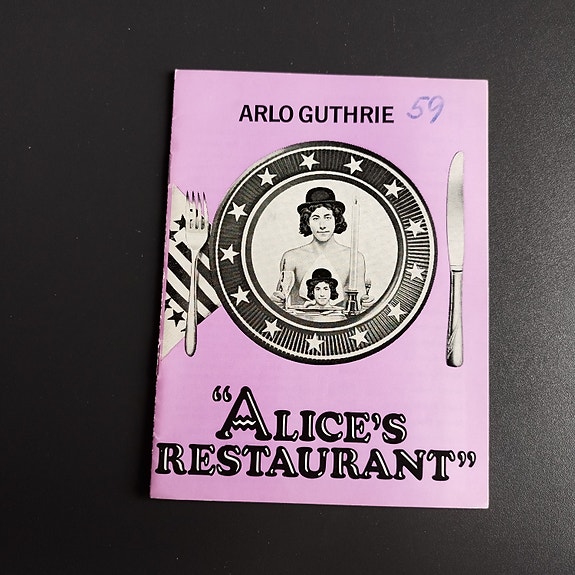 ARLO GUTHRIE 59
“ALICE’S
RESTAURANT”